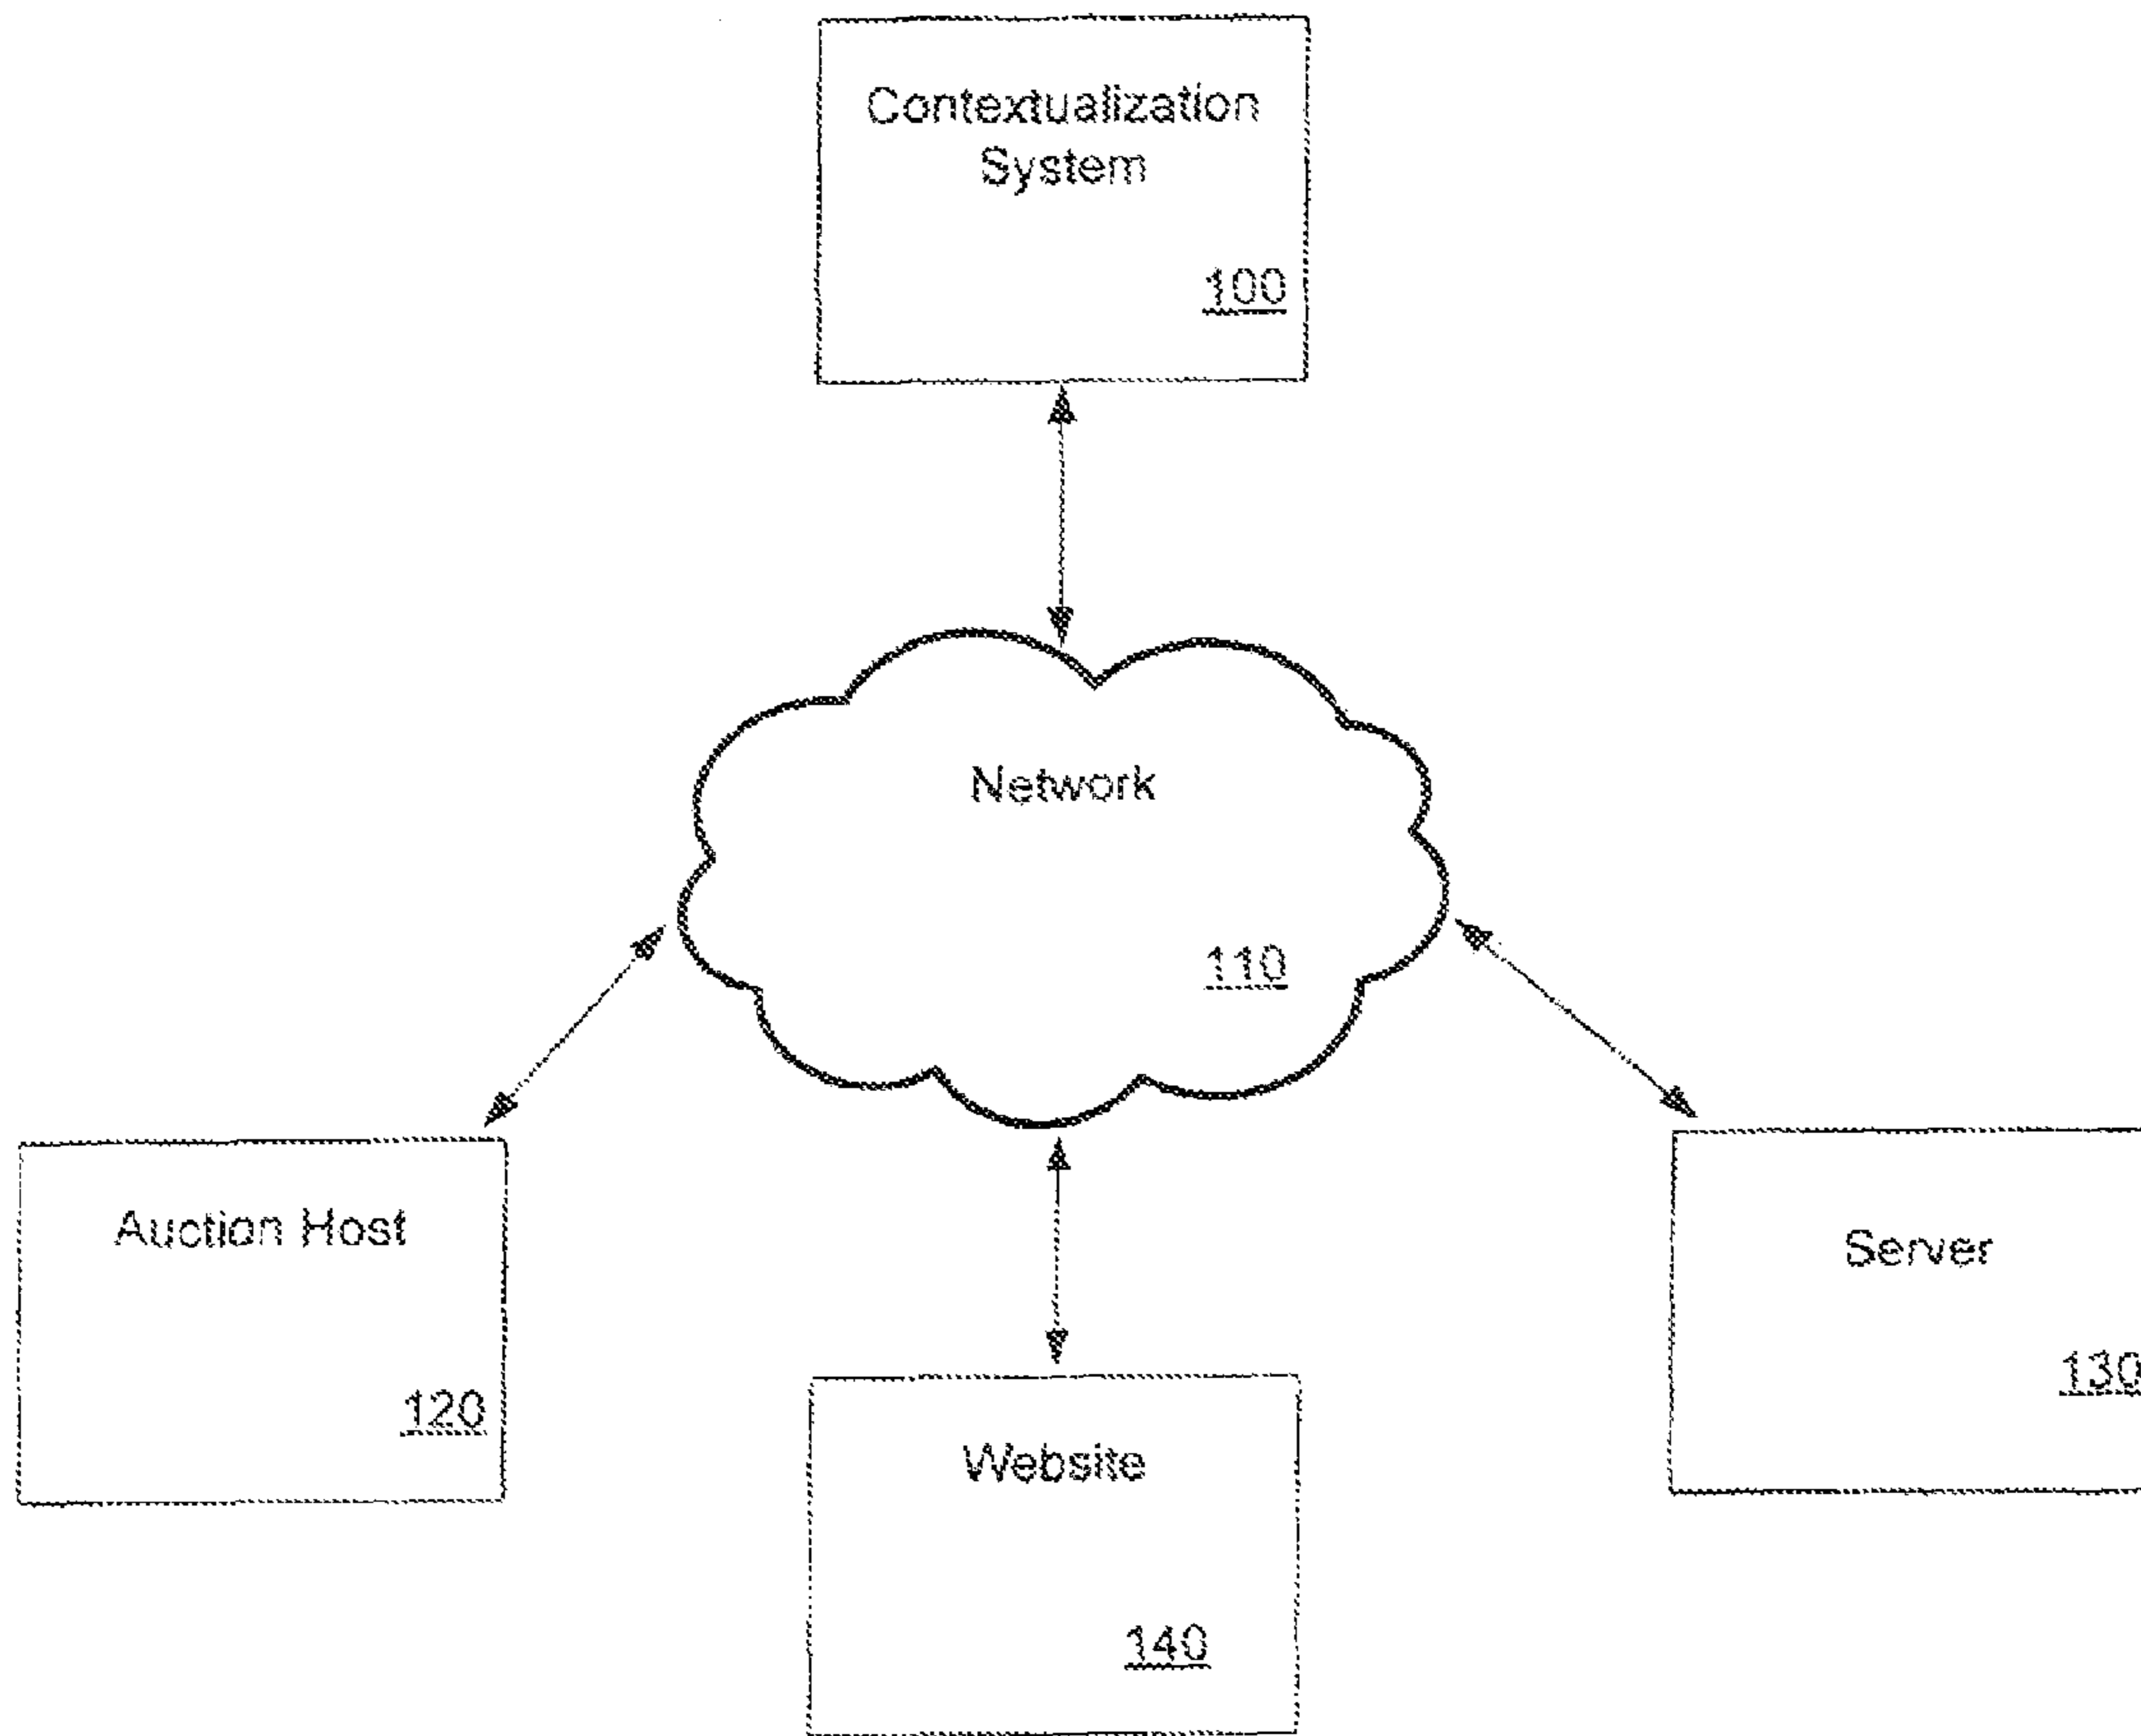 Contextualization
System
100
Network
110
Auction Host
120
Server
130
Website
140